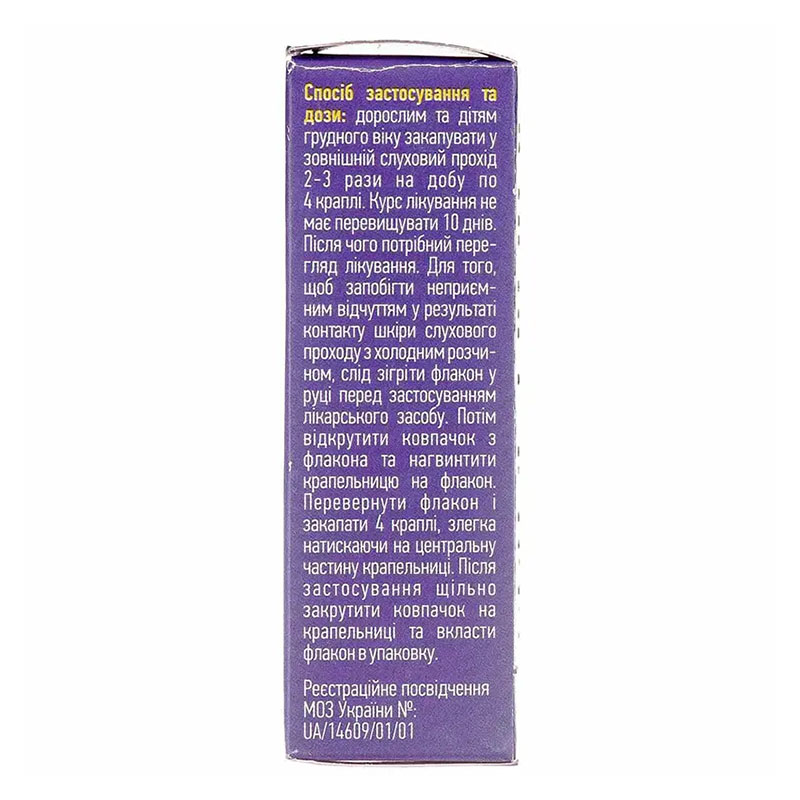 Спосіб застосування та
дози: дорослим та дітям
грудного віку закапувати у
зовнішній слуховий прохід
2-3 рази на добу по
4 краплі. Курс лікування не
має перевищувати 10 днів.
Після чого потрібний пере-
гляд лікування. Для того,
щоб запобігти неприєм-
ним відчуттям у результаті
контакту шкіри слухового
проходу з холодним розчи-
ном, слід зігріти флакон у
руці перед застосуванням
лікарського засобу. Потім
відкрутити ковпачок з
флакона та нагвинтити
крапельницю на флакон.
Перевернути флакон і
закапати 4 краплі, злегка
натискаючи на центральну
частину крапельниці. Після
застосування щільно
закрутити ковпачок на
крапельниці та вкласти
флакон в упаковку.
Реєстраційне посвідчення
МОЗ України №:
UA/14609/01/01